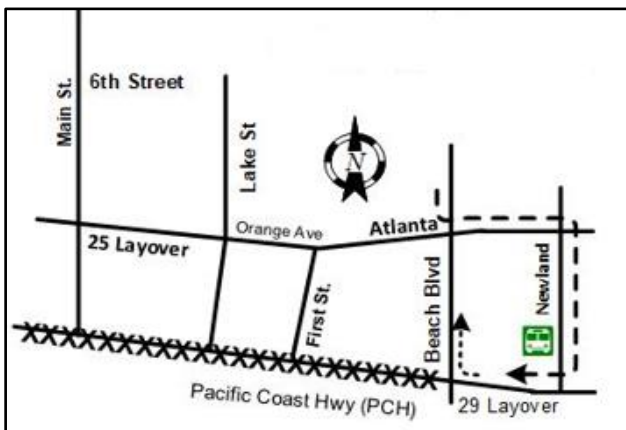 Main St.
6th Street
Lake St
N
Orange Ave
Atlanta
25 Layover
First St.
Beach Blvd
Newland
XXXXXXXXXXXXXXXXXXXXXX
Pacific Coast Hwy (PCH)
29 Layover